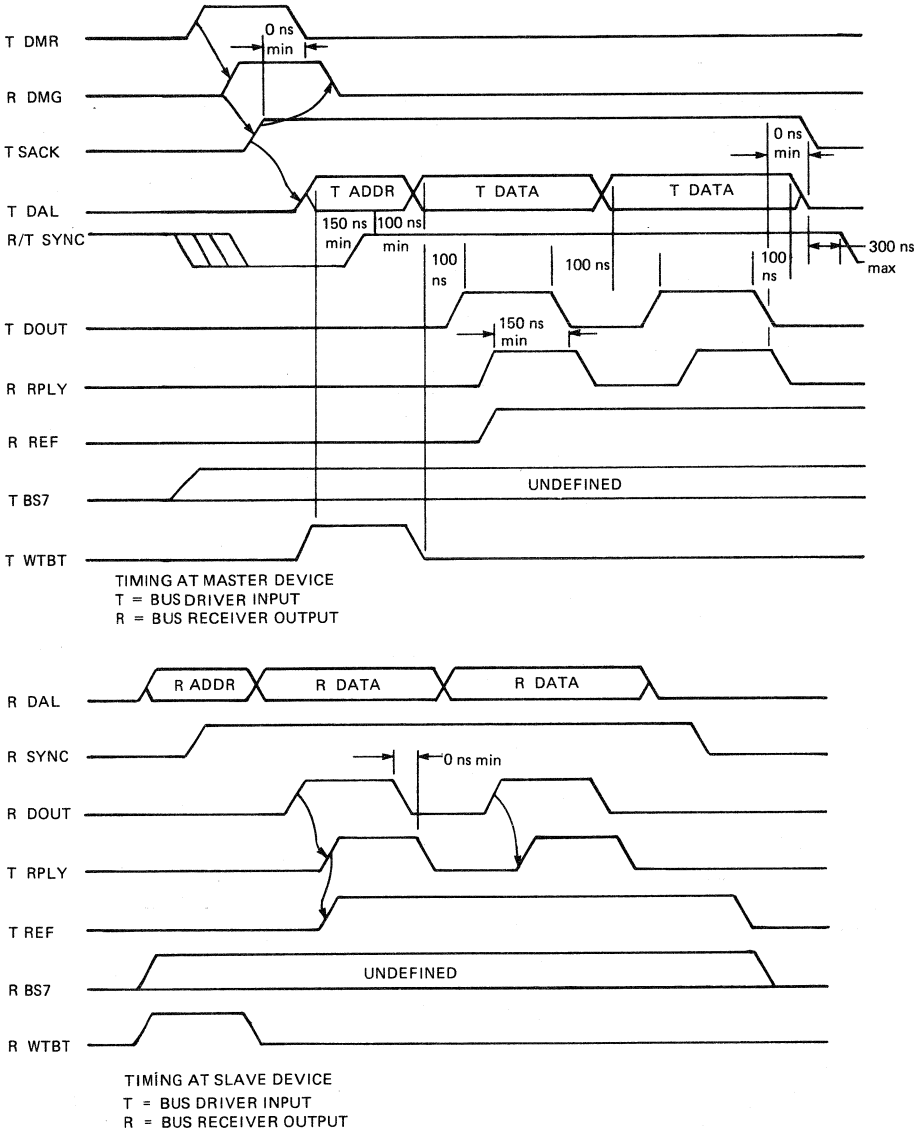 T DMR
0 ns
min
R DMG
T SACK
0 ns
min
T DAL
T ADDR
T DATA
T DATA
R/T SYNC
150 ns
min
100 ns
min
300 ns
max
100
ns
100 ns
100
ns
T DOUT
150 ns
min
R RPLY
R REF
T BS7
UNDEFINED
T WTBT
TIMING AT MASTER DEVICE
T = BUS DRIVER INPUT
R = BUS RECEIVER OUTPUT
R DAL
R ADDR
R DATA
R DATA
R SYNC
0 ns min
R DOUT
T RPLY
T REF
R BS7
UNDEFINED
R WTBT
TIMING AT SLAVE DEVICE
T = BUS DRIVER INPUT
R = BUS RECEIVER OUTPUT